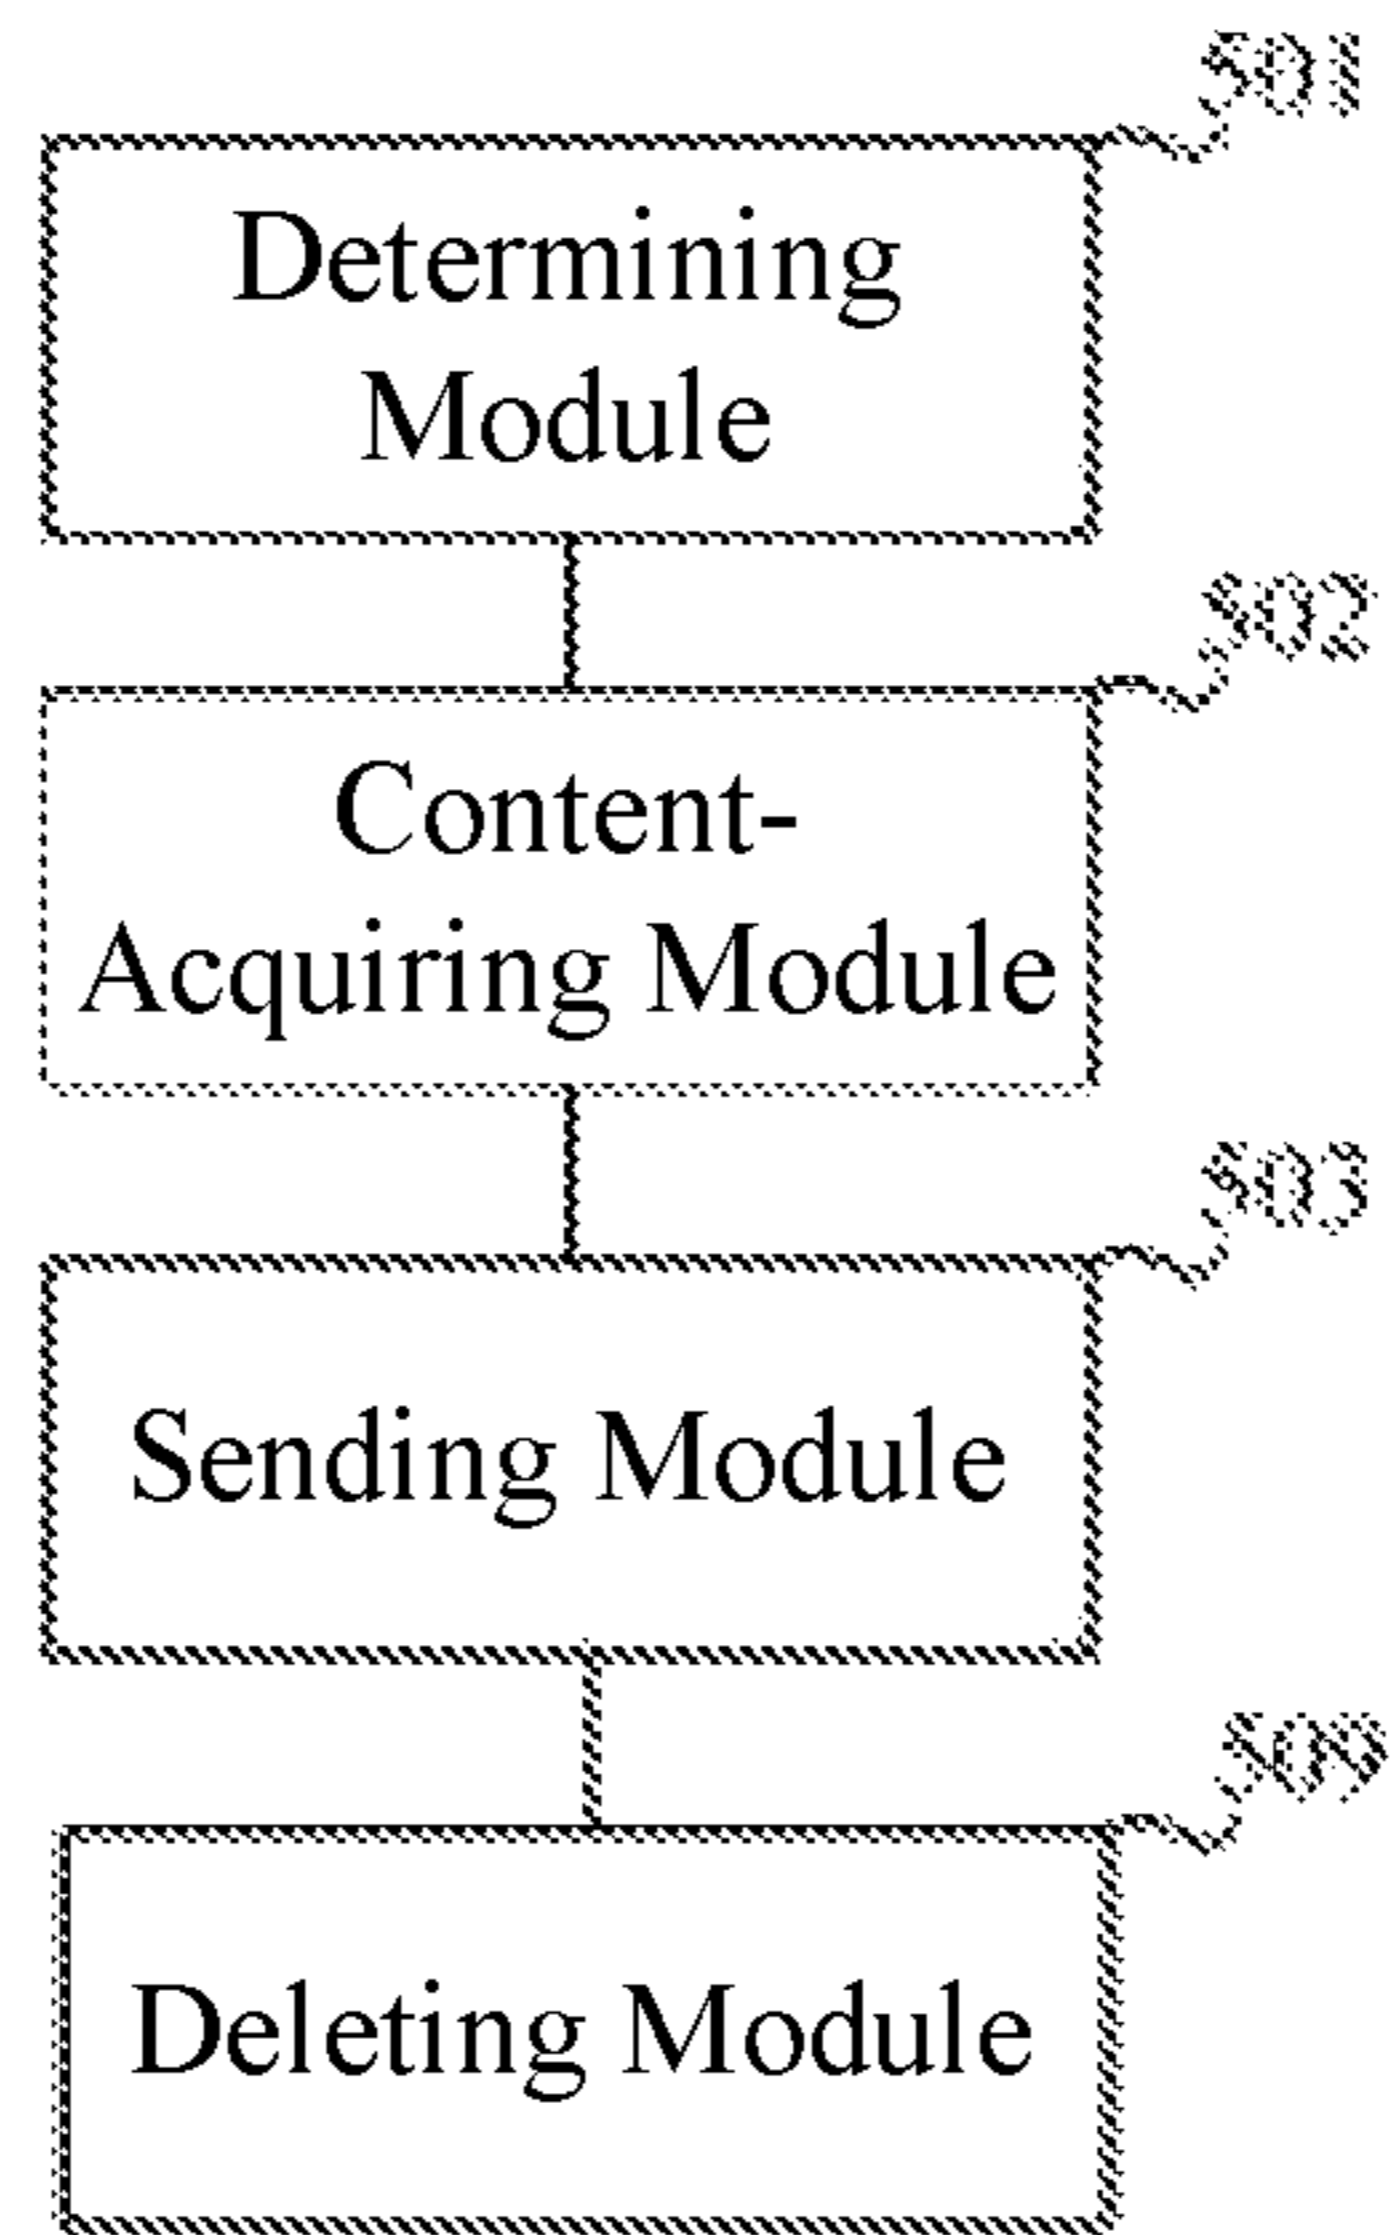 501
Determining
Module
502
Content-
Acquiring Module
503
Sending Module
Deleting Module